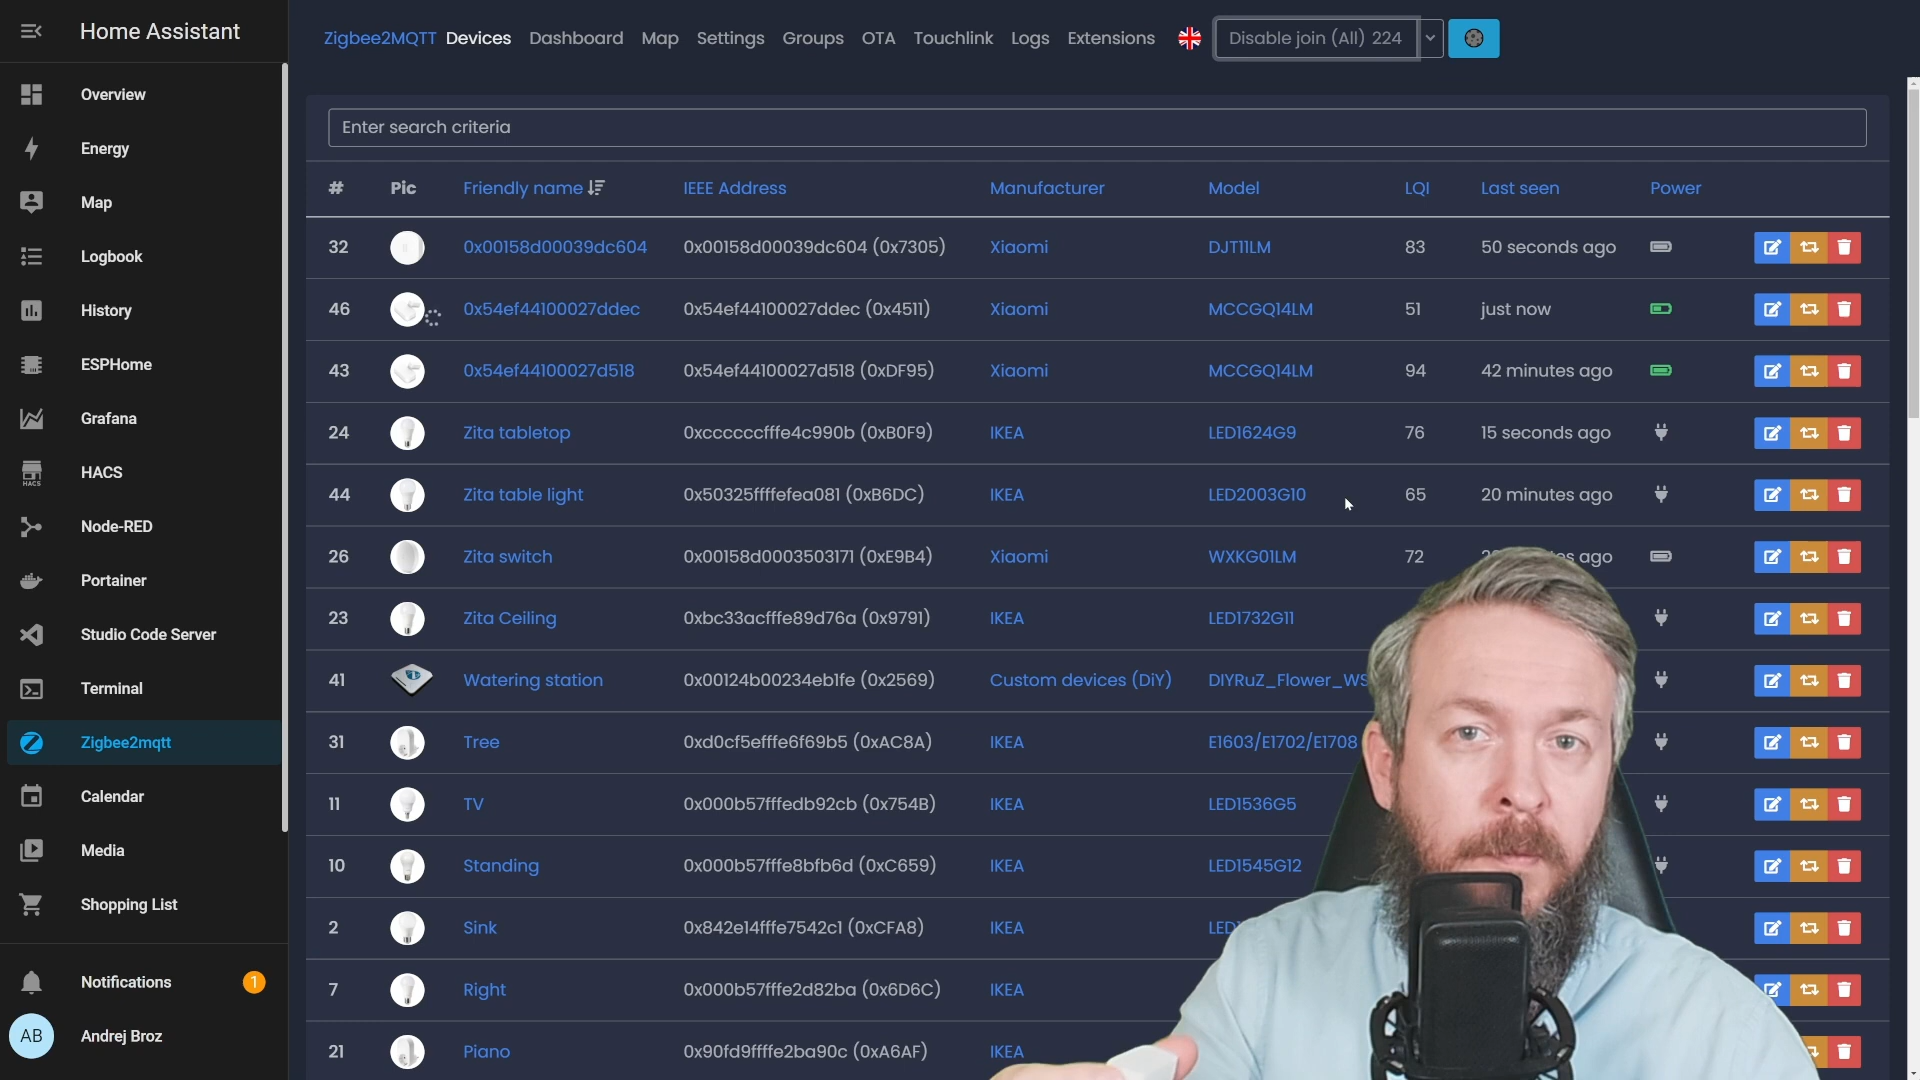 Home Assistant
Overview
Energy
Map
Logbook
History
ESPHome
Grafana
HACS
HACS
Node-RED
Portainer
Studio Code Server
Terminal
Zigbee2mqtt
Calendar
Media
Shopping List
Notifications 1
AB Andrej Broz
Zigbee2MQTT Devices Dashboard Map Settings Groups OTA Touchlink Logs Extensions Disable join (All) 224
Enter search criteria
# Pic Friendly name IEEE Address Manufacturer Model LQI Last seen Power
32 0x00158d00039dc604 0x00158d00039dc604 (0x7305) Xiaomi DJT11LM 83 50 seconds ago
46 0x54ef44100027ddec 0x54ef44100027ddec (0x4511) Xiaomi MCCGQ14LM 51 just now
43 0x54ef44100027d518 0x54ef44100027d518 (0xDF95) Xiaomi MCCGQ14LM 94 42 minutes ago
24 Zita tabletop 0xccccccfffe4c990b (0xB0F9) IKEA LED1624G9 76 15 seconds ago
44 Zita table light 0x50325ffffefea081 (0xB6DC) IKEA LED2003G10 65 20 minutes ago
26 Zita switch 0x00158d0003503171 (0xE9B4) Xiaomi WXKG01LM 72 ago
23 Zita Ceiling 0xbc33acfffe89d76a (0x9791) IKEA LED1732G11
41 Watering station 0x00124b00234eb1fe (0x2569) Custom devices (DiY) DIYRuZ_Flower_WS
31 Tree 0xd0cf5efffe6f69b5 (0xAC8A) IKEA E1603/E1702/E1708
11 TV 0x000b57fffedb92cb (0x754B) IKEA LED1536G5
10 Standing 0x000b57fffe8bfb6d (0xC659) IKEA LED1545G12
2 Sink 0x842e14fffe7542c1 (0xCFA8) IKEA
7 Right 0x000b57fffe2d82ba (0x6D6C) IKEA
21 Piano 0x90fd9ffffe2ba90c (0xA6AF) IKEA